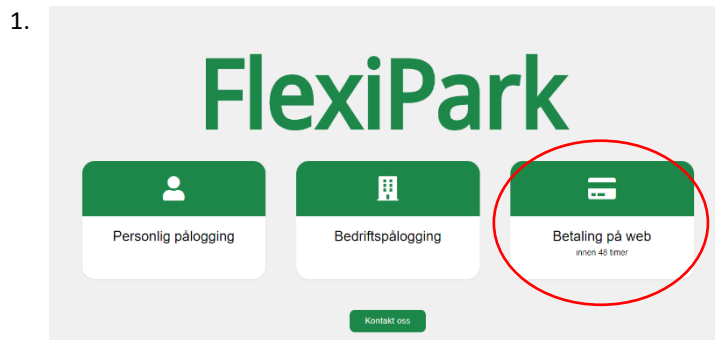 1.
FlexiPark
Personlig pålogging
Bedriftspålogging
Betaling på web
innen 48 timer
Kontakt oss